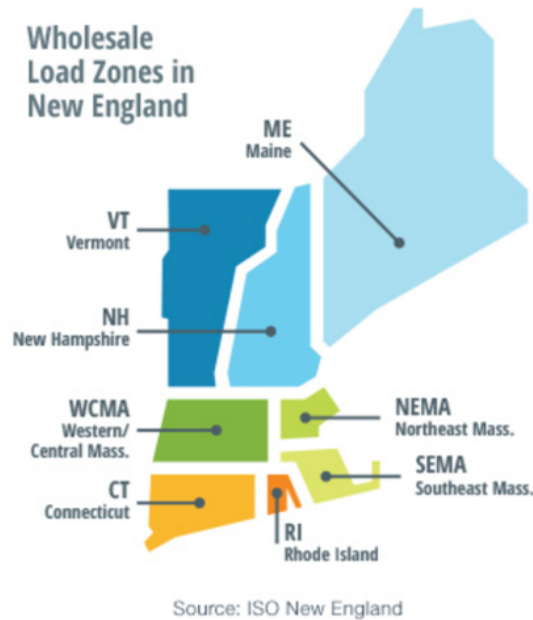 Wholesale
Load Zones in
New England
ME
Maine
VT
Vermont
NH
New Hampshire
WCMA
Western/
Central Mass.
NEMA
Northeast Mass.
SEMA
Southeast Mass.
CT
Connecticut
RI
Rhode Island
Source: ISO New England